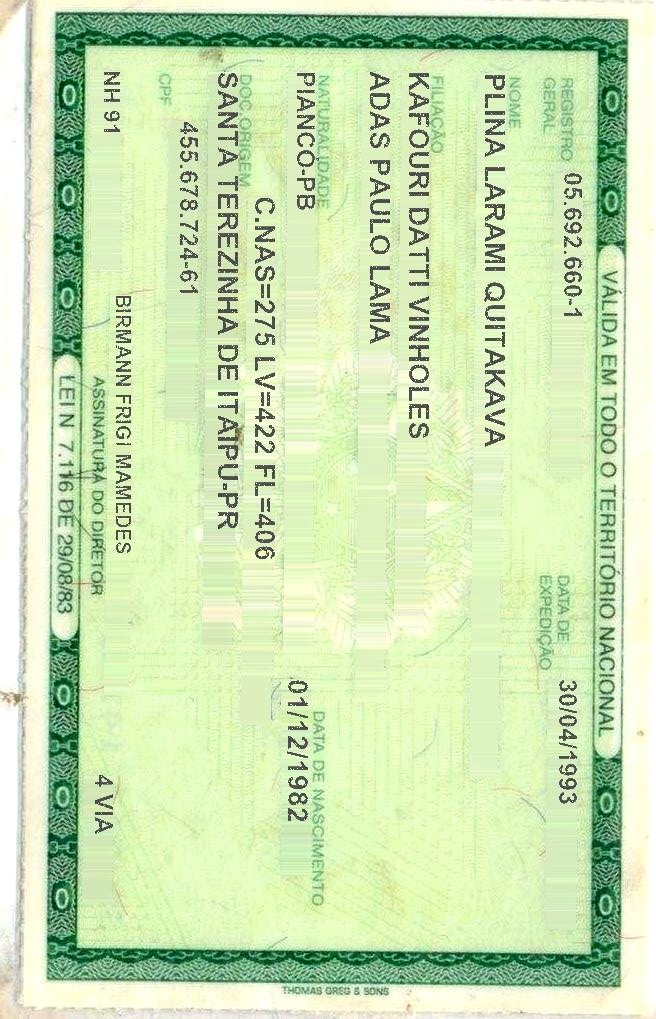 VÁLIDA EM TODO O TERRITÓRIO NACIONAL
REGISTRO GERAL 05.692.660-1 DATA DE EXPEDIÇÃO 30/04/1993
NOME
PLINA LARAMI QUITAKAVA
FILIAÇÃO
KAFOURI DATTI VINHOLES
ADAS PAULO LAMA
NATURALIDADE DATA DE NASCIMENTO
PIANCO-PB 01/12/1982
DOC ORIGEM C.NAS=275 LV=422 FL=406
SANTA TEREZINHA DE ITAIPU-PR
CPF 455.678.724-61
NH 91 BIRMANN FRIGI MAMEDES 4 VIA
ASSINATURA DO DIRETOR
LEI N 7.116 DE 29/08/83
THOMAS GREG & SONS